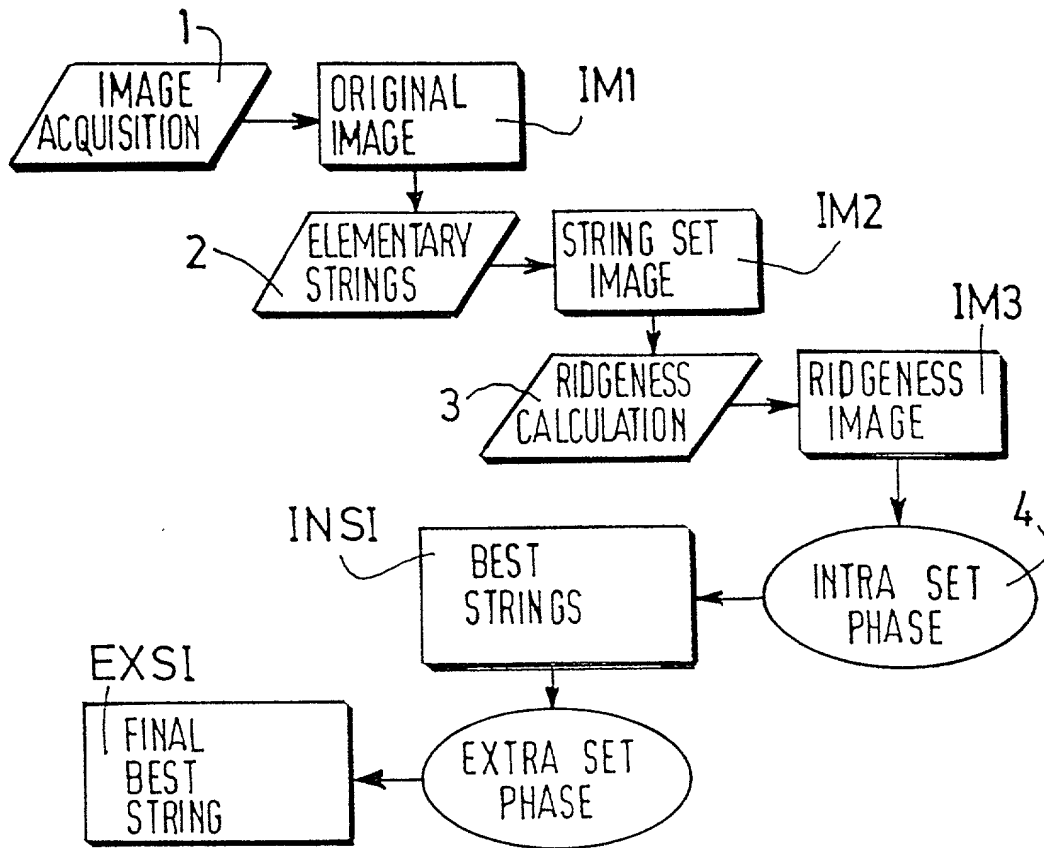 1
IMAGE
ACQUISITION
ORIGINAL
IMAGE
IM1
2
ELEMENTARY
STRINGS
STRING SET
IMAGE
IM2
3
RIDGENESS
CALCULATION
RIDGENESS
IMAGE
IM3
4
INTRA SET
PHASE
INSI
BEST
STRINGS
EXTRA SET
PHASE
EXSI
FINAL
BEST
STRING